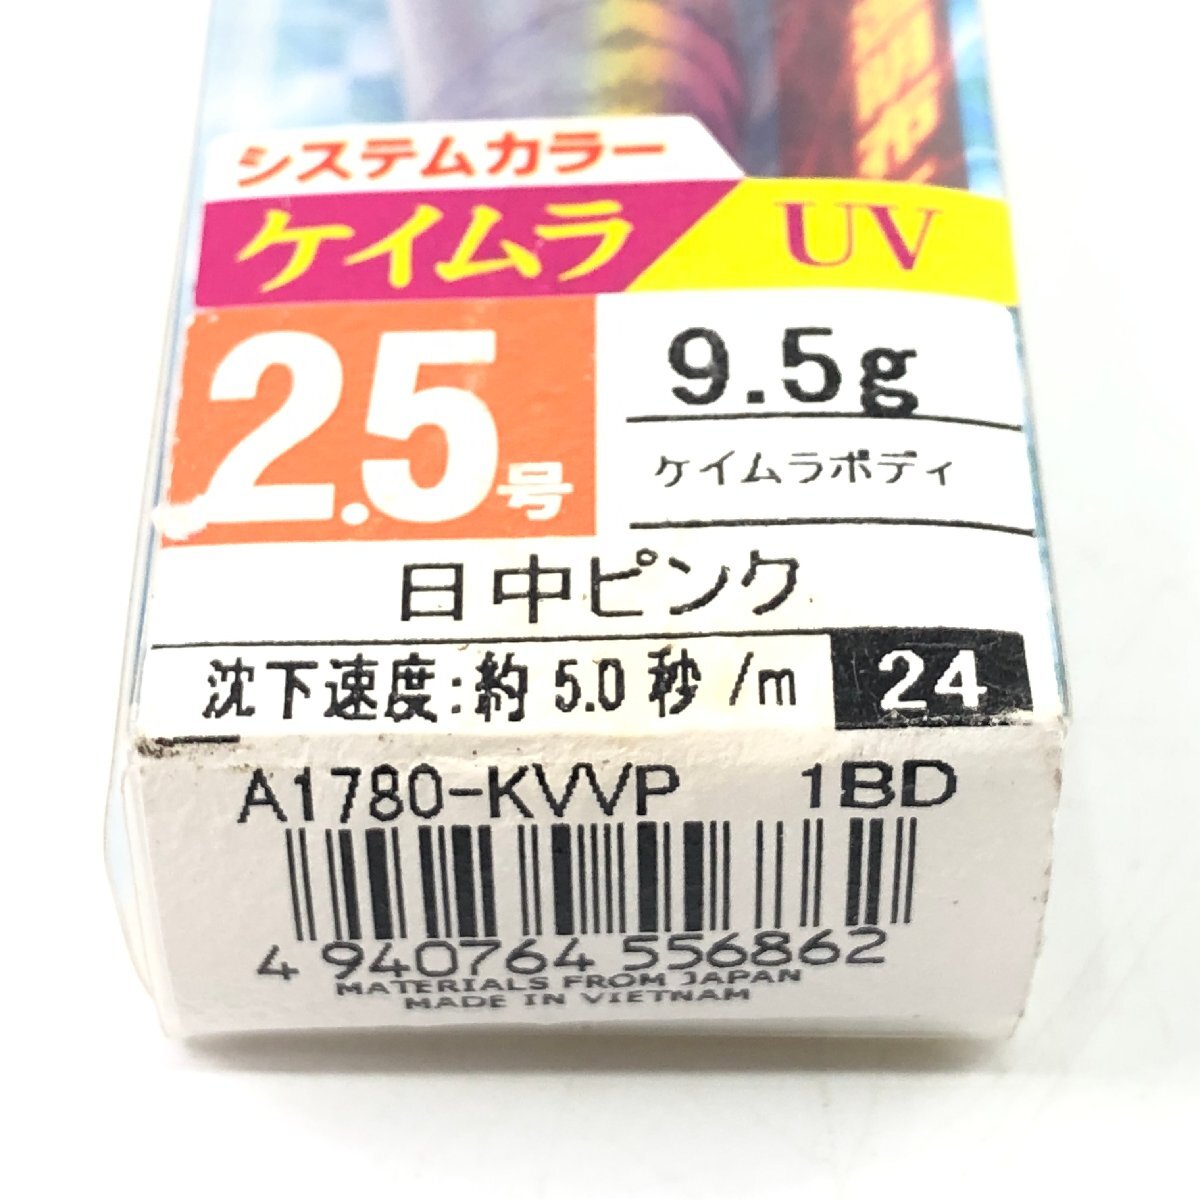 システムカラー
ケイムラ UV
2.5号 9.5g
ケイムラボディ
日中ピンク
沈下速度:約 5.0 秒 /m 24
A1780-KVVP 1BD
4 940764 556862
MATERIALS FROM JAPAN
MADE IN VIETNAM